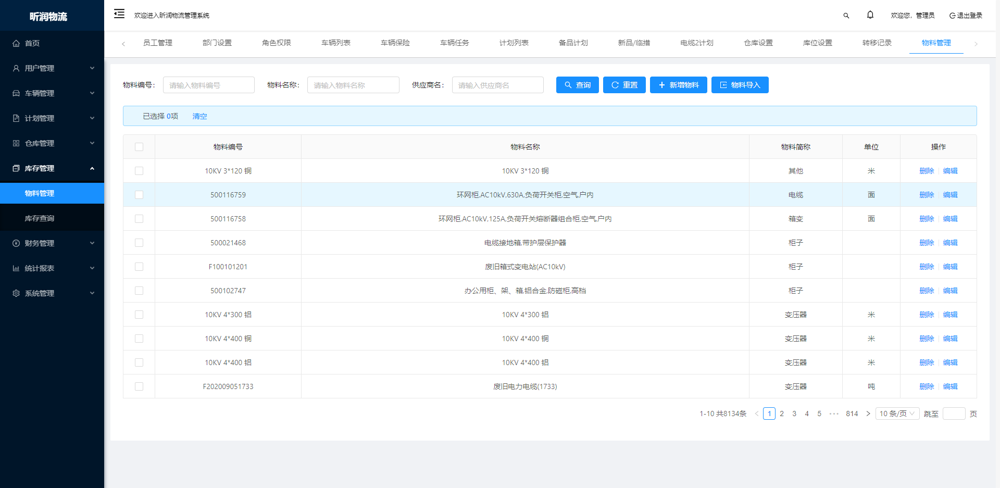 昕润物流
欢迎进入昕润物流管理系统
欢迎您，管理员
退出登录
首页
用户管理
车辆管理
计划管理
仓库管理
库存管理
物料管理
库存查询
财务管理
统计报表
系统管理
员工管理 部门设置 角色权限 车辆列表 车辆保险 车辆任务 计划列表 备品计划 新品/临措 电缆2计划 仓库设置 库位设置 转移记录 物料管理
物料编号： 请输入物料编号 物料名称： 请输入物料名称 供应商名： 请输入供应商名 查询 重置 新增物料 物料导入
已选择 0项 清空
物料编号 物料名称 物料简称 单位 操作
10KV 3*120 铜 10KV 3*120 铜 其他 米 删除 编辑
500116759 环网柜,AC10kV,630A,负荷开关柜,空气,户内 电缆 面 删除 编辑
500116758 环网柜,AC10kV,125A,负荷开关熔断器组合柜,空气,户内 箱变 面 删除 编辑
500021468 电缆接地箱,带护层保护器 柜子 删除 编辑
F100101201 废旧箱式变电站(AC10kV) 柜子 删除 编辑
500102747 办公用柜、架、箱,铝合金,防磁柜,高档 柜子 删除 编辑
10KV 4*300 铝 10KV 4*300 铝 变压器 米 删除 编辑
10KV 4*400 铜 10KV 4*400 铜 变压器 米 删除 编辑
10KV 4*400 铝 10KV 4*400 铝 变压器 米 删除 编辑
F202009051733 废旧电力电缆(1733) 变压器 吨 删除 编辑
1-10 共8134条 < 1 2 3 4 5 ••• 814 > 10 条/页 跳至 页